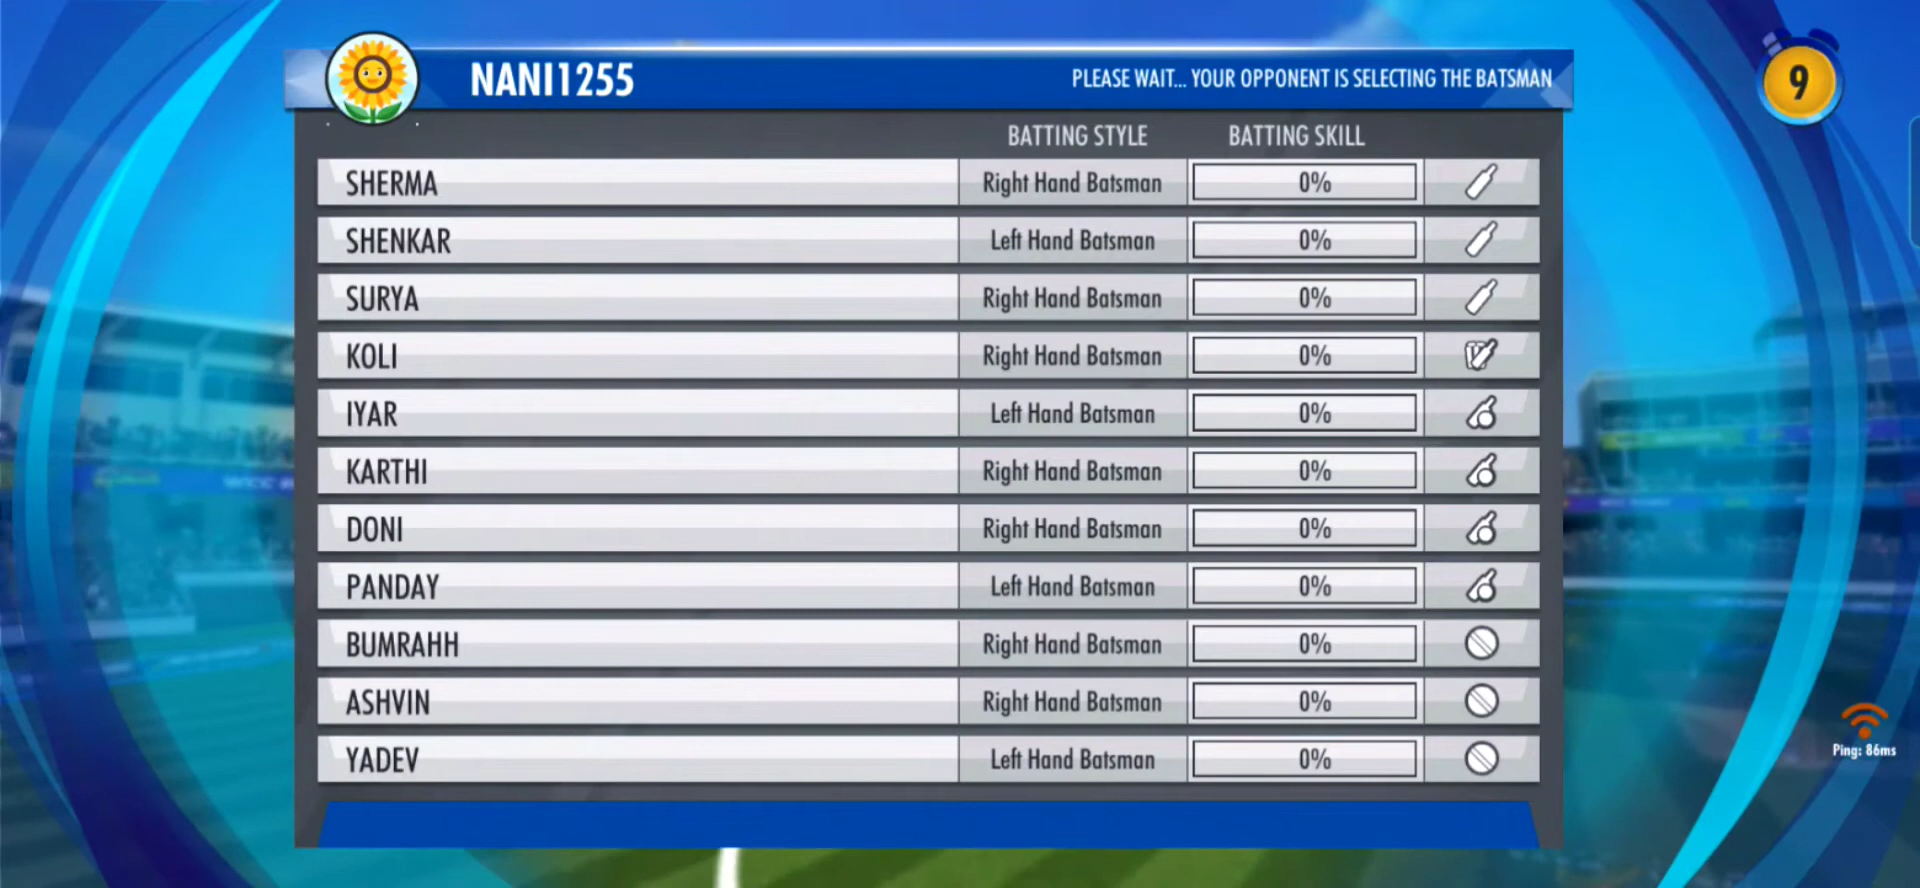 NANI1255
PLEASE WAIT... YOUR OPPONENT IS SELECTING THE BATSMAN
9
BATTING STYLE BATTING SKILL
SHERMA Right Hand Batsman 0%
SHENKAR Left Hand Batsman 0%
SURYA Right Hand Batsman 0%
KOLI Right Hand Batsman 0%
IYAR Left Hand Batsman 0%
KARTHI Right Hand Batsman 0%
DONI Right Hand Batsman 0%
PANDAY Left Hand Batsman 0%
BUMRAHH Right Hand Batsman 0%
ASHVIN Right Hand Batsman 0%
YADEV Left Hand Batsman 0%
Ping: 86ms